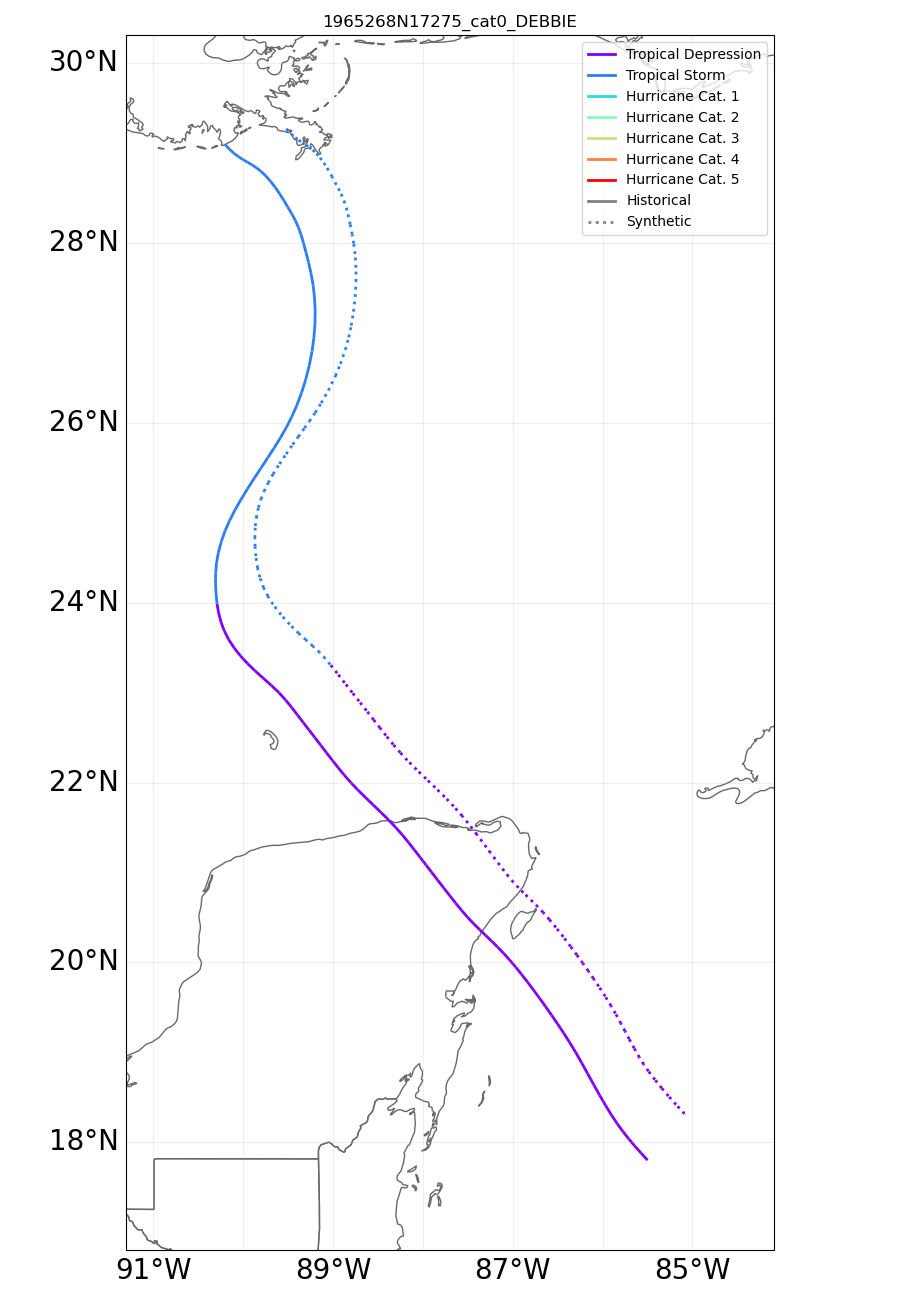 1965268N17275_cat0_DEBBIE
Tropical Depression
Tropical Storm
Hurricane Cat. 1
Hurricane Cat. 2
Hurricane Cat. 3
Hurricane Cat. 4
Hurricane Cat. 5
Historical
Synthetic
30°N
28°N
26°N
24°N
22°N
20°N
18°N
91°W 89°W 87°W 85°W